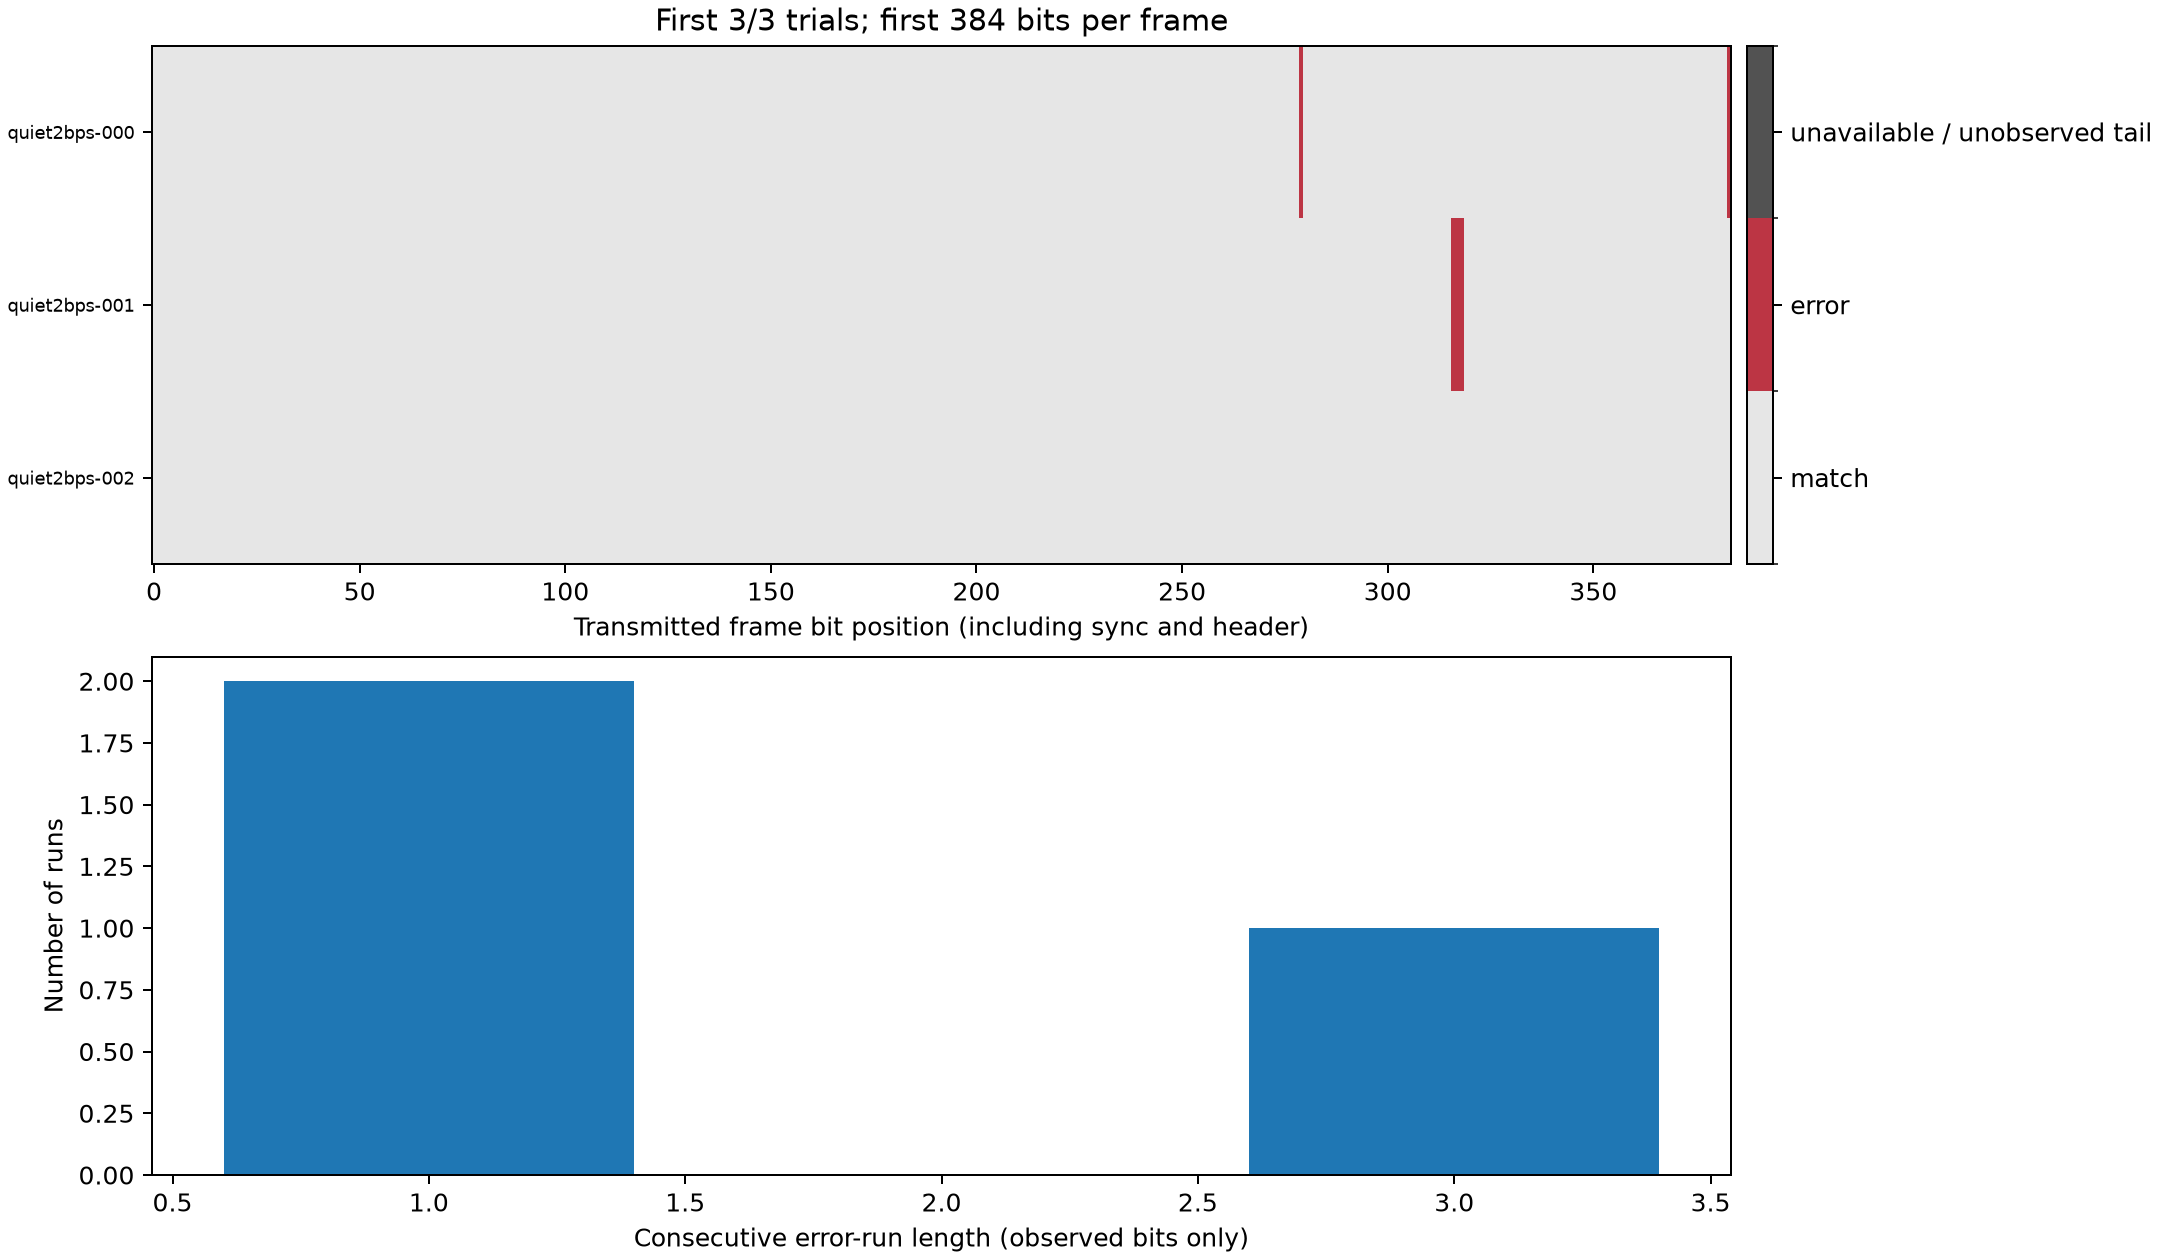 First 3/3 trials; first 384 bits per frame
quiet2bps-000
quiet2bps-001
quiet2bps-002
unavailable / unobserved tail
error
match
0 50 100 150 200 250 300 350
Transmitted frame bit position (including sync and header)
2.00
1.75
1.50
1.25
1.00
0.75
0.50
0.25
0.00
Number of runs
0.5 1.0 1.5 2.0 2.5 3.0 3.5
Consecutive error-run length (observed bits only)